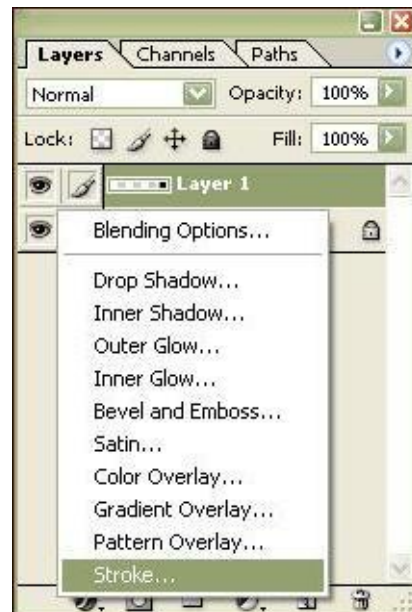 Layers Channels Paths
Normal Opacity: 100%
Lock: Fill: 100%
Layer 1
Blending Options...
Drop Shadow...
Inner Shadow...
Outer Glow...
Inner Glow...
Bevel and Emboss...
Satin...
Color Overlay...
Gradient Overlay...
Pattern Overlay...
Stroke...